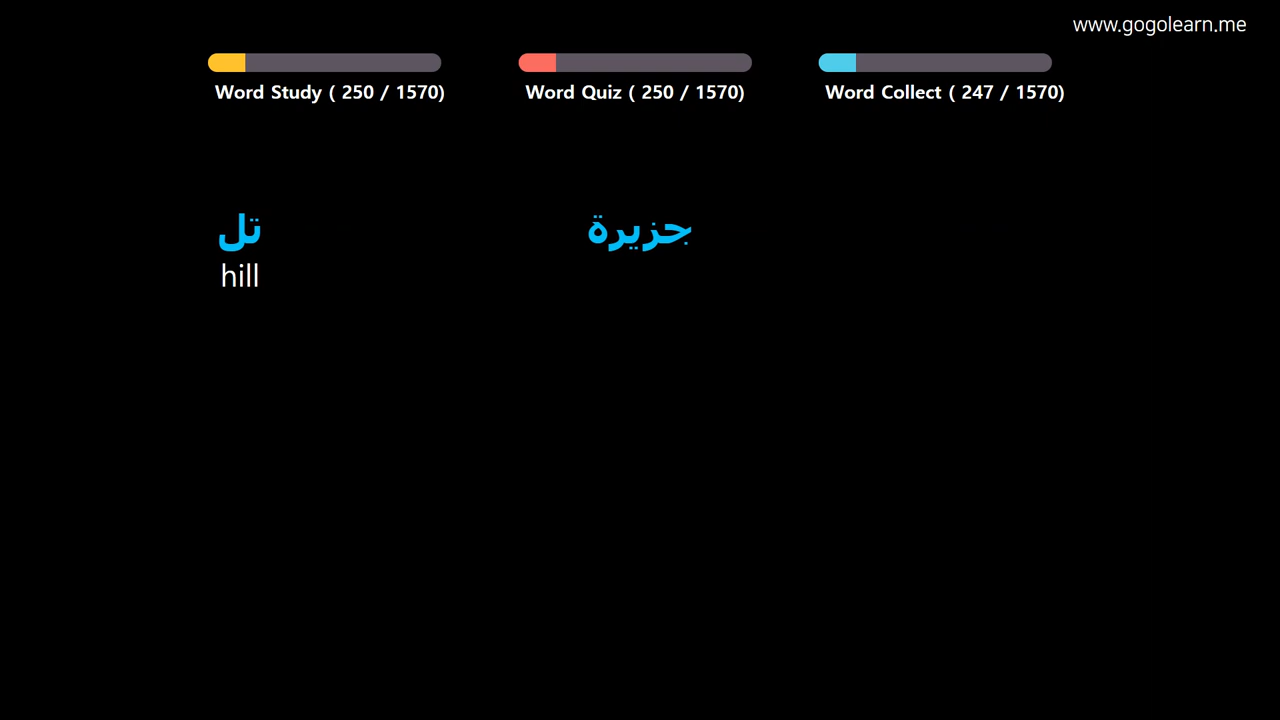 www.gogolearn.me
Word Study ( 250 / 1570)
Word Quiz ( 250 / 1570)
Word Collect ( 247 / 1570)
تل
hill
جزيرة